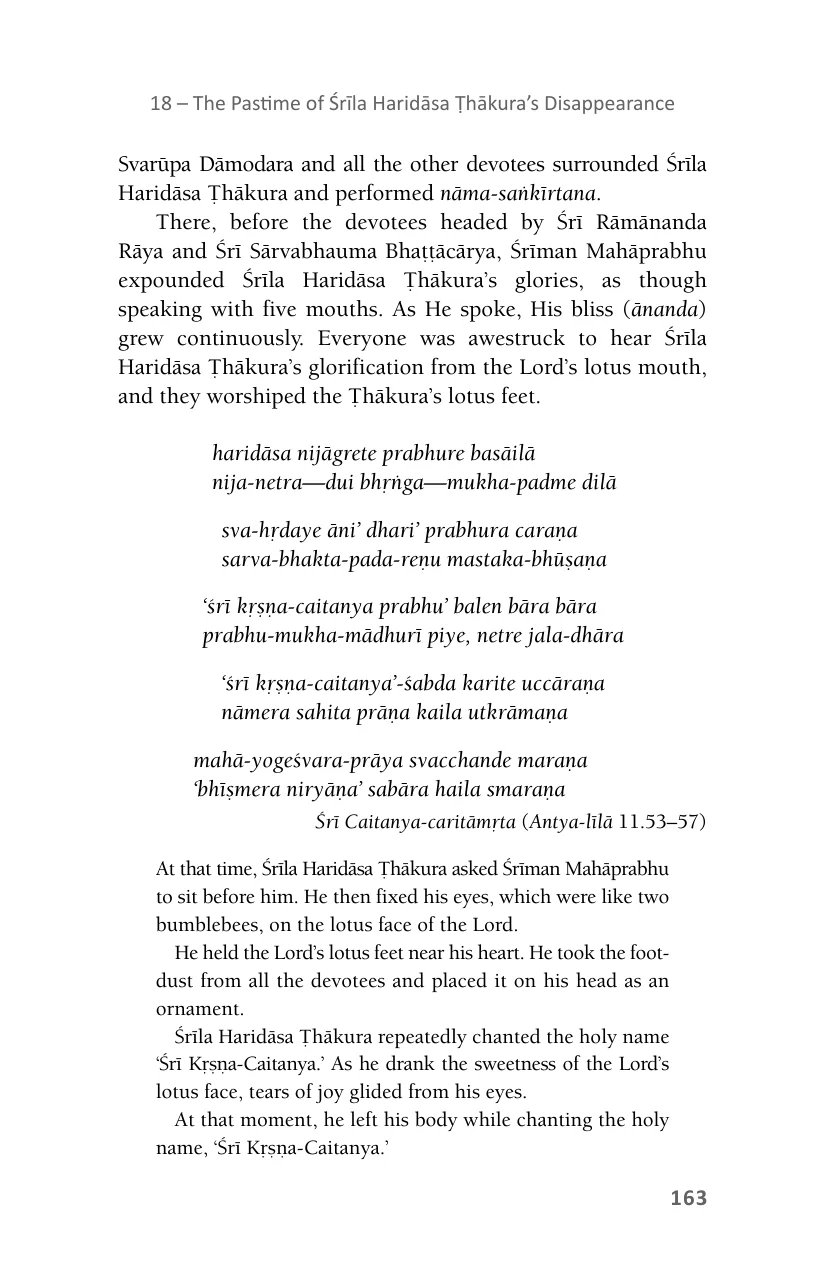 18 – The Pastime of Śrīla Haridāsa Ṭhākura’s Disappearance
Svarūpa Dāmodara and all the other devotees surrounded Śrīla
Haridāsa Ṭhākura and performed nāma-saṅkīrtana.
There, before the devotees headed by Śrī Rāmānanda
Rāya and Śrī Sārvabhauma Bhaṭṭācārya, Śrīman Mahāprabhu
expounded Śrīla Haridāsa Ṭhākura’s glories, as though
speaking with five mouths. As He spoke, His bliss (ānanda)
grew continuously. Everyone was awestruck to hear Śrīla
Haridāsa Ṭhākura’s glorification from the Lord’s lotus mouth,
and they worshiped the Ṭhākura’s lotus feet.
haridāsa nijāgrete prabhure basāilā
nija-netra—dui bhṛṅga—mukha-padme dilā
sva-hṛdaye āni’ dhari’ prabhura caraṇa
sarva-bhakta-pada-reṇu mastaka-bhūṣaṇa
‘śrī kṛṣṇa-caitanya prabhu’ balen bāra bāra
prabhu-mukha-mādhurī piye, netre jala-dhāra
‘śrī kṛṣṇa-caitanya’-śabda karite uccāraṇa
nāmera sahita prāṇa kaila utkrāmaṇa
mahā-yogeśvara-prāya svacchande maraṇa
‘bhīṣmera niryāṇa’ sabāra haila smaraṇa
Śrī Caitanya-caritāmṛta (Antya-līlā 11.53–57)
At that time, Śrīla Haridāsa Ṭhākura asked Śrīman Mahāprabhu
to sit before him. He then fixed his eyes, which were like two
bumblebees, on the lotus face of the Lord.
He held the Lord’s lotus feet near his heart. He took the foot-
dust from all the devotees and placed it on his head as an
ornament.
Śrīla Haridāsa Ṭhākura repeatedly chanted the holy name
‘Śrī Kṛṣṇa-Caitanya.’ As he drank the sweetness of the Lord’s
lotus face, tears of joy glided from his eyes.
At that moment, he left his body while chanting the holy
name, ‘Śrī Kṛṣṇa-Caitanya.’
163